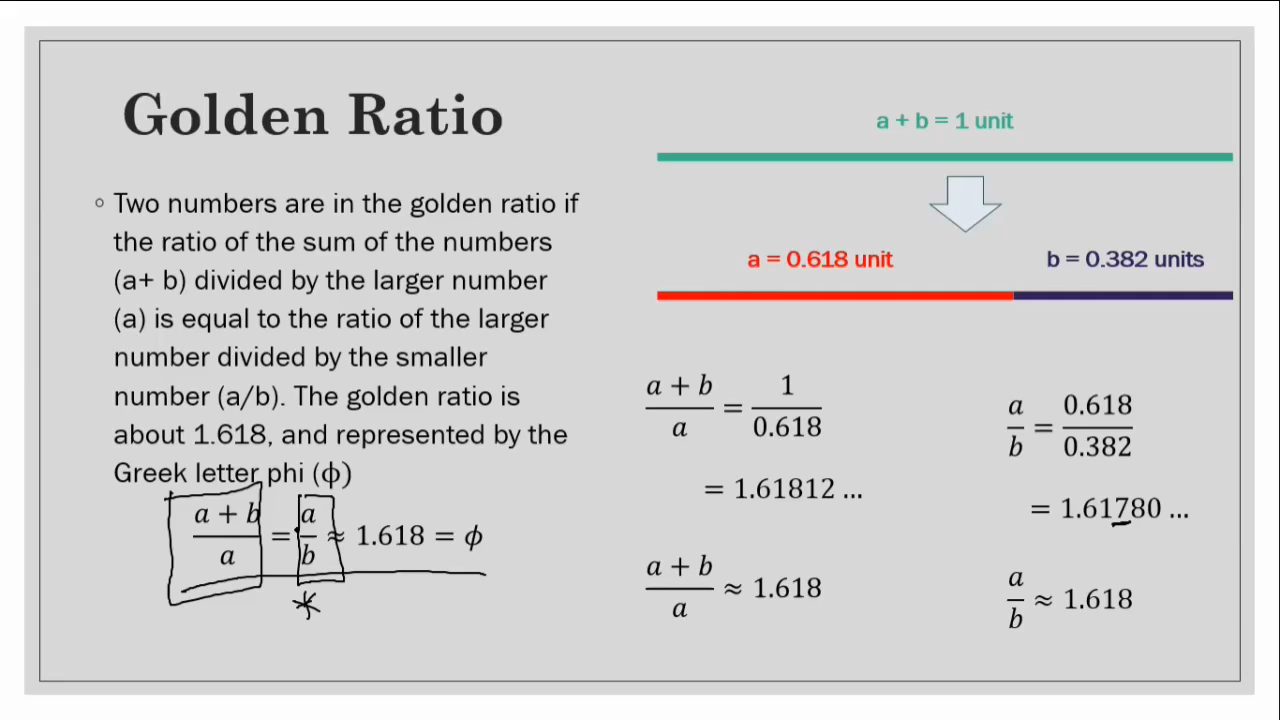 Golden Ratio
◦ Two numbers are in the golden ratio if
the ratio of the sum of the numbers
(a+ b) divided by the larger number
(a) is equal to the ratio of the larger
number divided by the smaller
number (a/b). The golden ratio is
about 1.618, and represented by the
Greek letter phi (ϕ)
(a + b)/a = a/b ≈ 1.618 = ϕ
*
a + b = 1 unit
a = 0.618 unit
b = 0.382 units
(a + b)/a = 1/0.618
= 1.61812 ...
(a + b)/a ≈ 1.618
a/b = 0.618/0.382
= 1.61780 ...
a/b ≈ 1.618